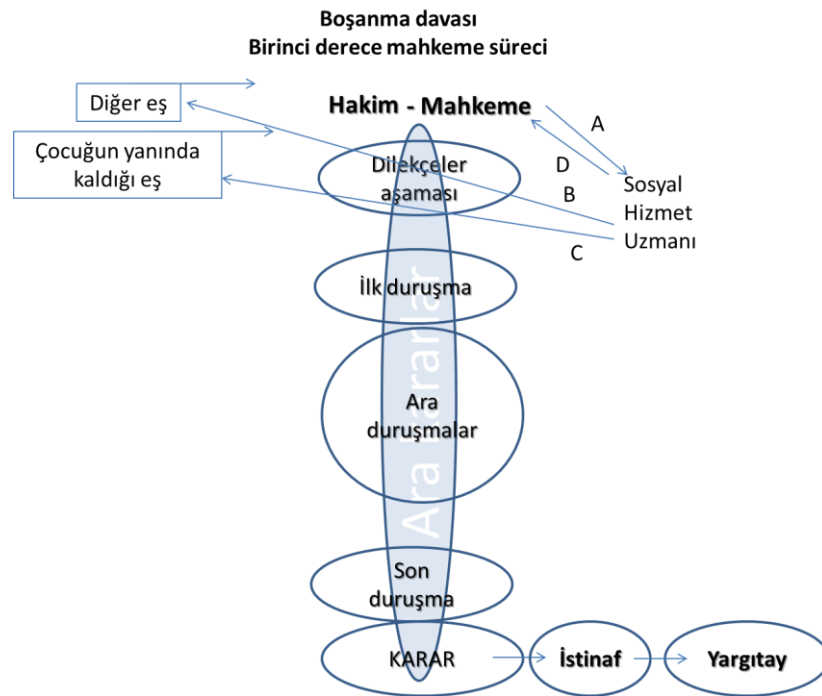 Boşanma davası
Birinci derece mahkeme süreci
Diğer eş
Hakim - Mahkeme
A
Çocuğun yanında
kaldığı eş
Dilekçeler
aşaması
D
B
C
Sosyal
Hizmet
Uzmanı
İlk duruşma
Ara
duruşmalar
Ara kararlar
Son
duruşma
KARAR
İstinaf
Yargıtay